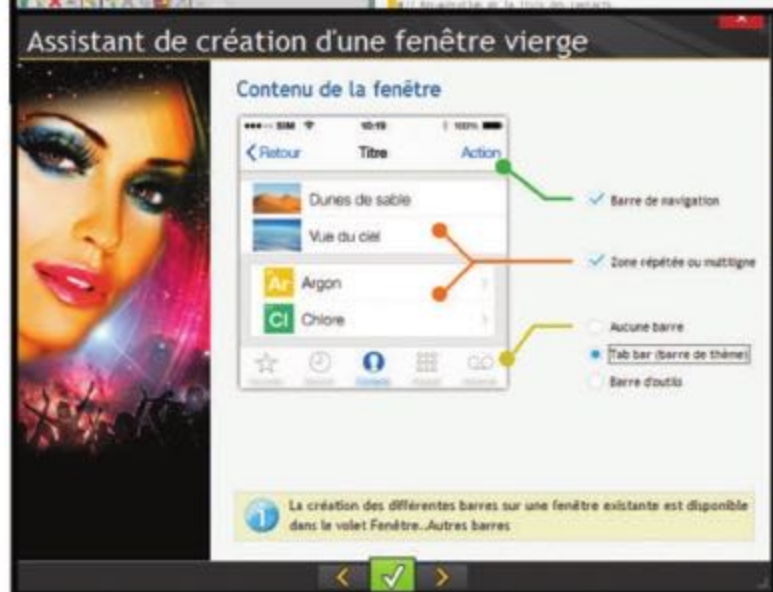 Assistant de création d'une fenêtre vierge
Contenu de la fenêtre
SIM 10:19 100%
Retour Titre Action
Dunes de sable
Vue du ciel
Ar Argon
Cl Chlore
Barre de navigation
Zone répétée ou multiligne
Aucune barre
Tab bar (barre de thème)
Barre d'outils
La création des différentes barres sur une fenêtre existante est disponible
dans le volet Fenêtre..Autres barres